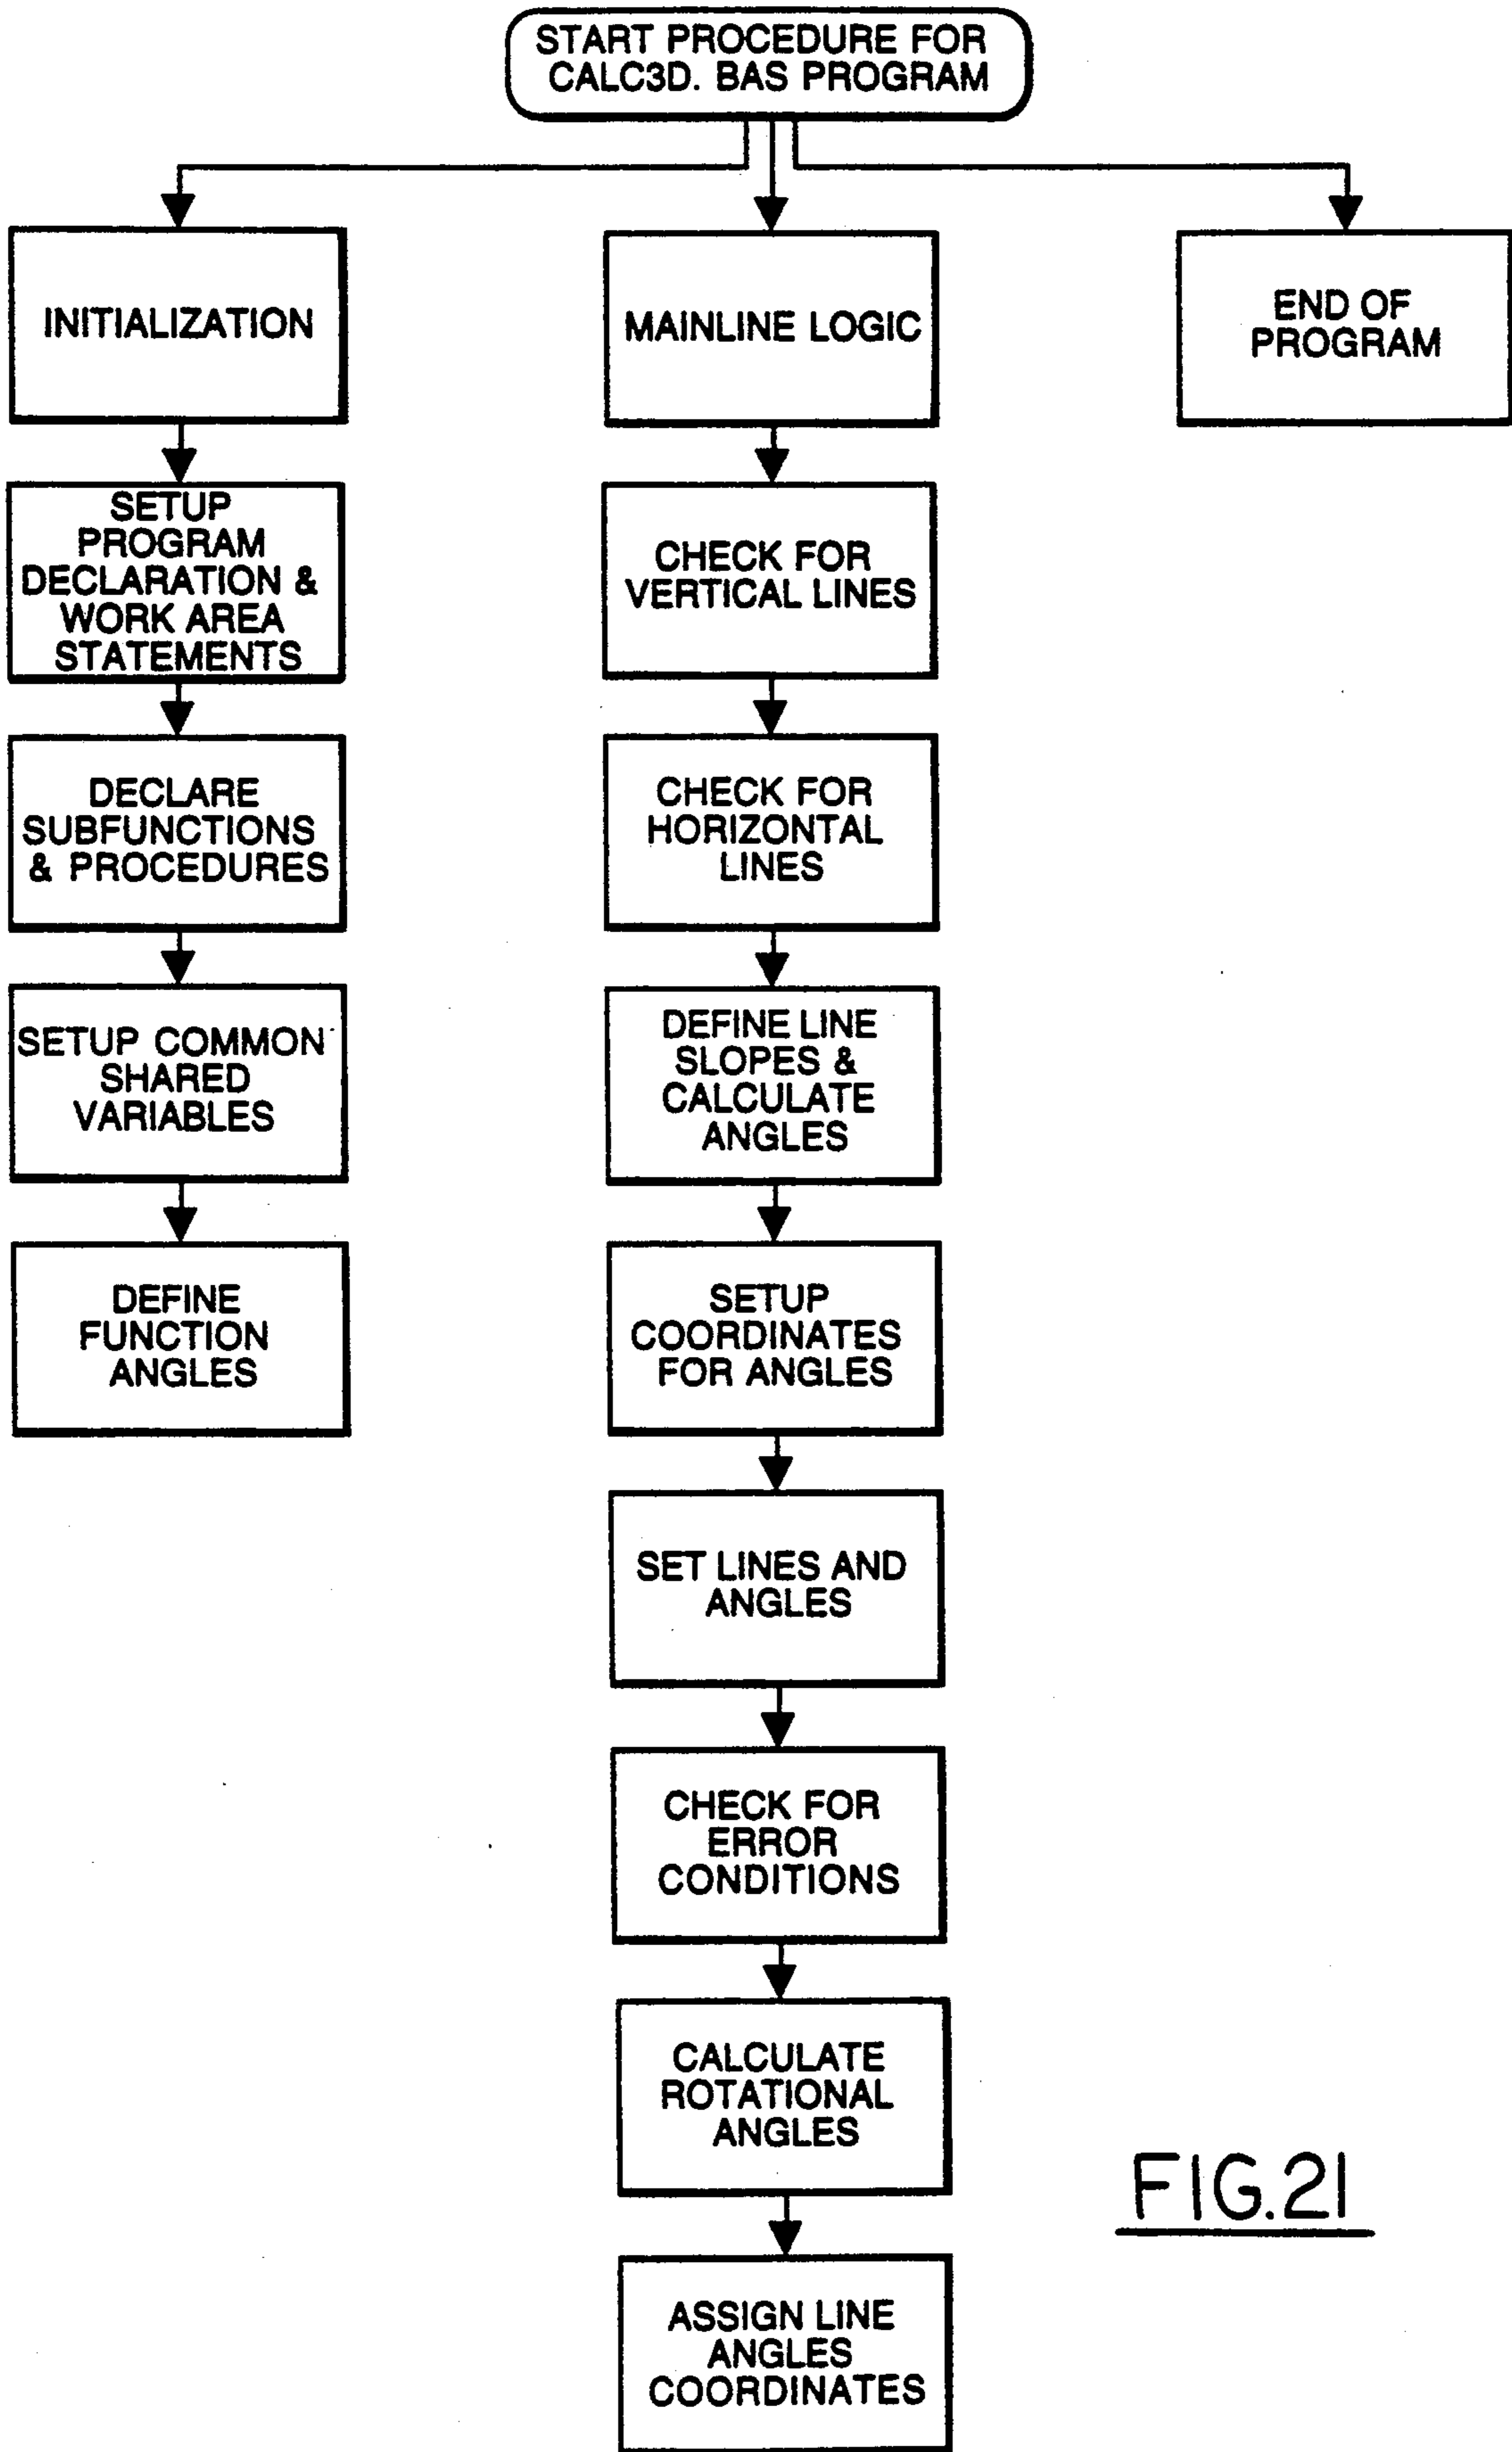 START PROCEDURE FOR
CALC3D. BAS PROGRAM
INITIALIZATION
SETUP
PROGRAM
DECLARATION &
WORK AREA
STATEMENTS
DECLARE
SUBFUNCTIONS
& PROCEDURES
SETUP COMMON
SHARED
VARIABLES
DEFINE
FUNCTION
ANGLES
MAINLINE LOGIC
CHECK FOR
VERTICAL LINES
CHECK FOR
HORIZONTAL
LINES
DEFINE LINE
SLOPES &
CALCULATE
ANGLES
SETUP
COORDINATES
FOR ANGLES
SET LINES AND
ANGLES
CHECK FOR
ERROR
CONDITIONS
CALCULATE
ROTATIONAL
ANGLES
ASSIGN LINE
ANGLES
COORDINATES
END OF
PROGRAM
FIG.21